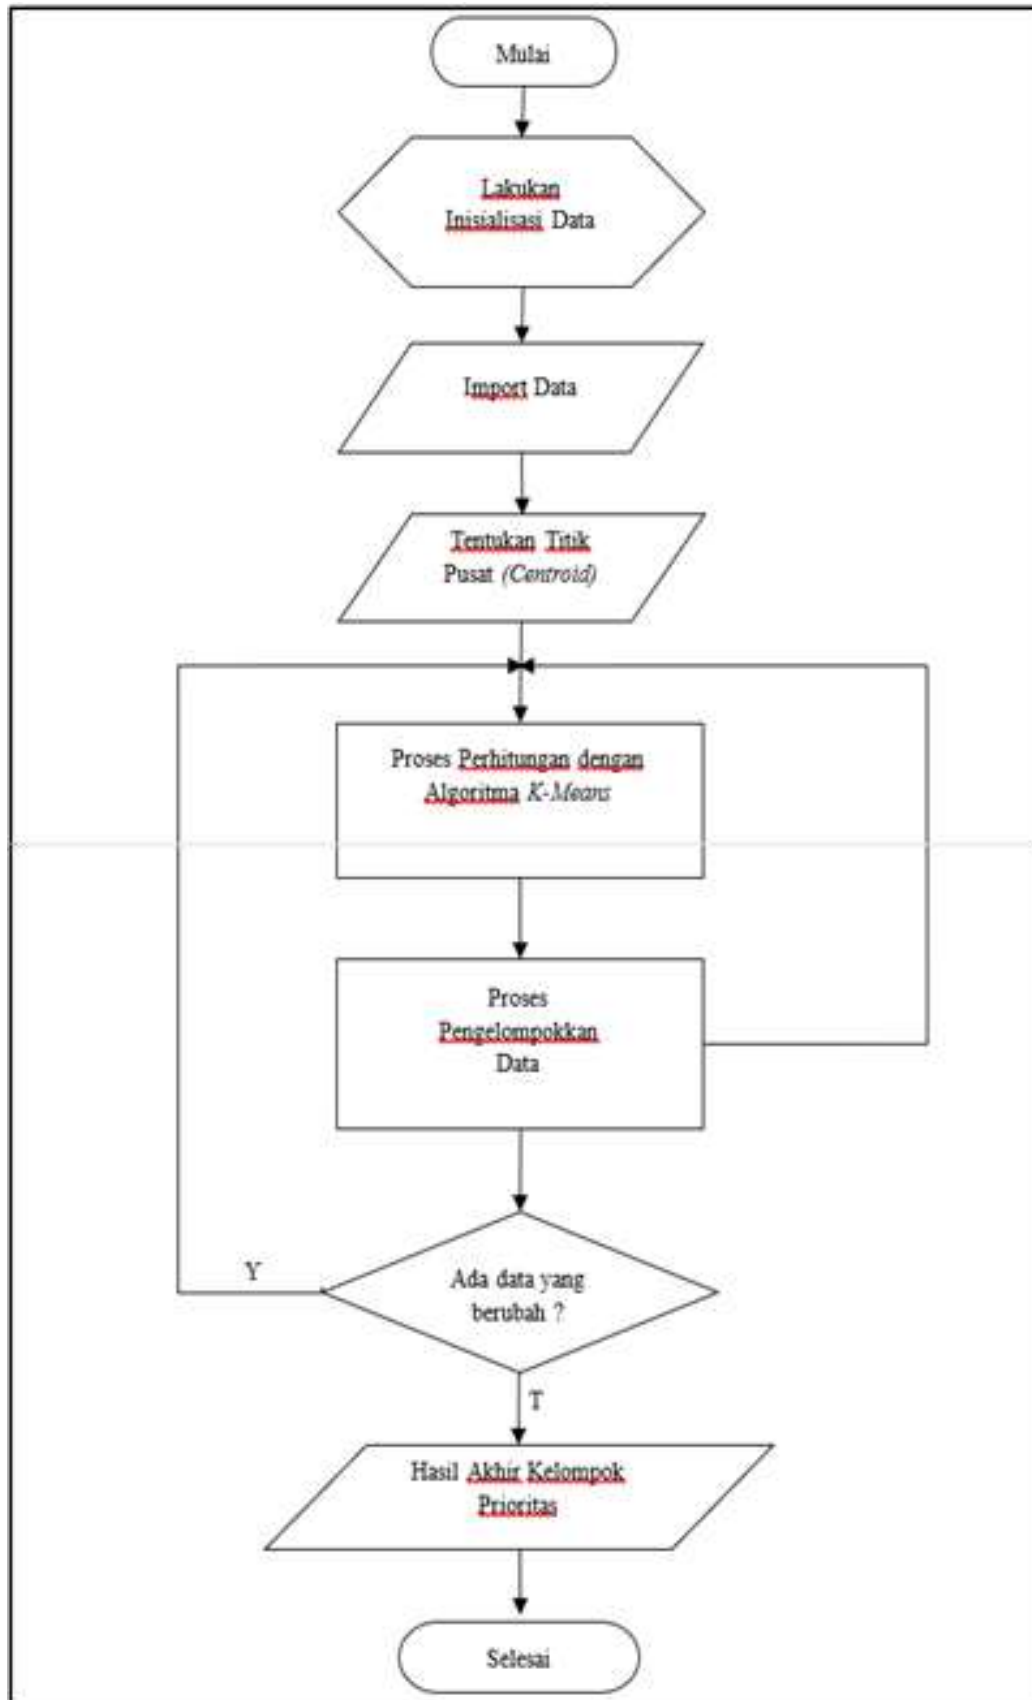 Mulai
Lakukan
Inisialisasi Data
Import Data
Tentukan Titik
Pusat (Centroid)
Proses Perhitungan dengan
Algoritma K-Means
Proses
Pengelompokkan
Data
Y
Ada data yang
berubah ?
T
Hasil Akhir Kelompok
Prioritas
Selesai